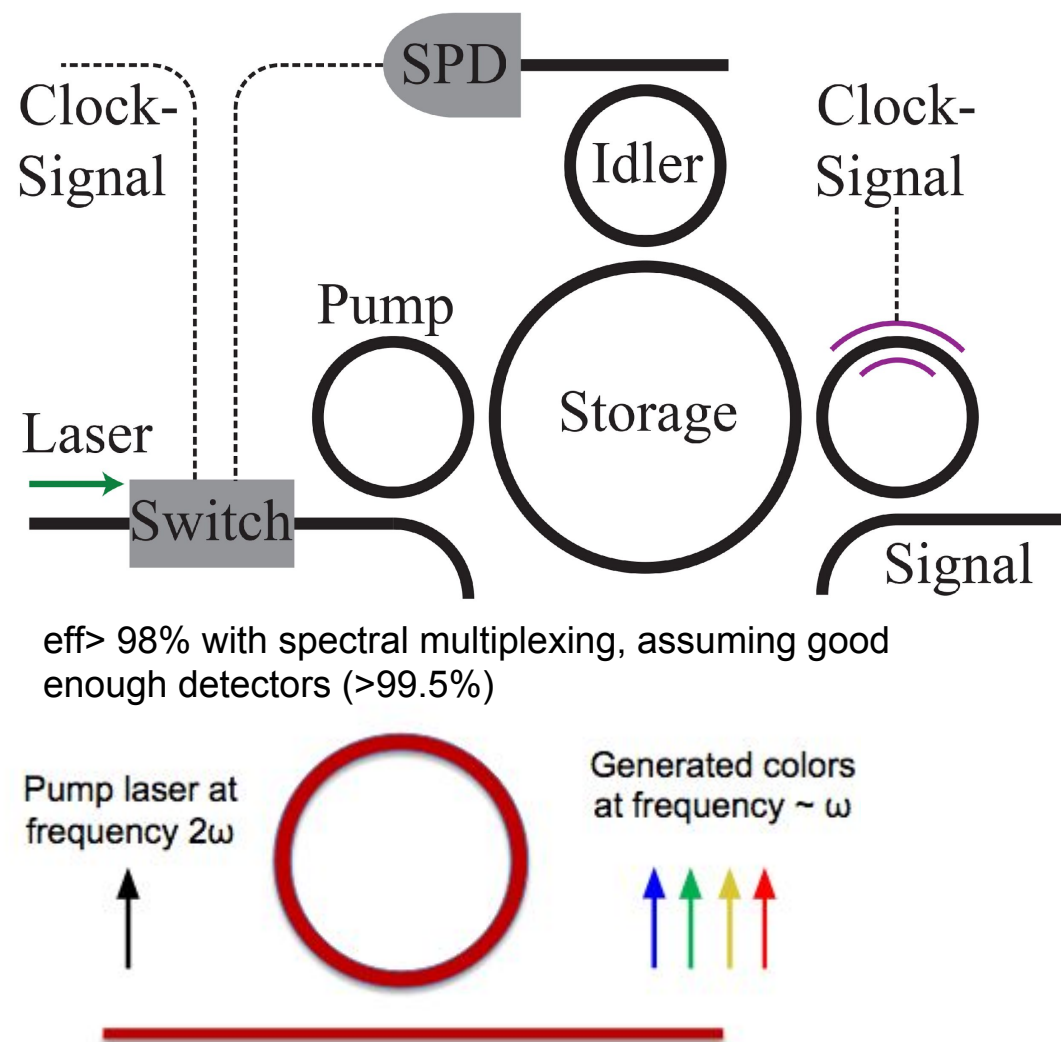 Clock-
Signal
SPD
Idler
Clock-
Signal
Pump
Storage
Laser
Switch
Signal
eff> 98% with spectral multiplexing, assuming good
enough detectors (>99.5%)
Pump laser at
frequency 2ω
Generated colors
at frequency ~ ω